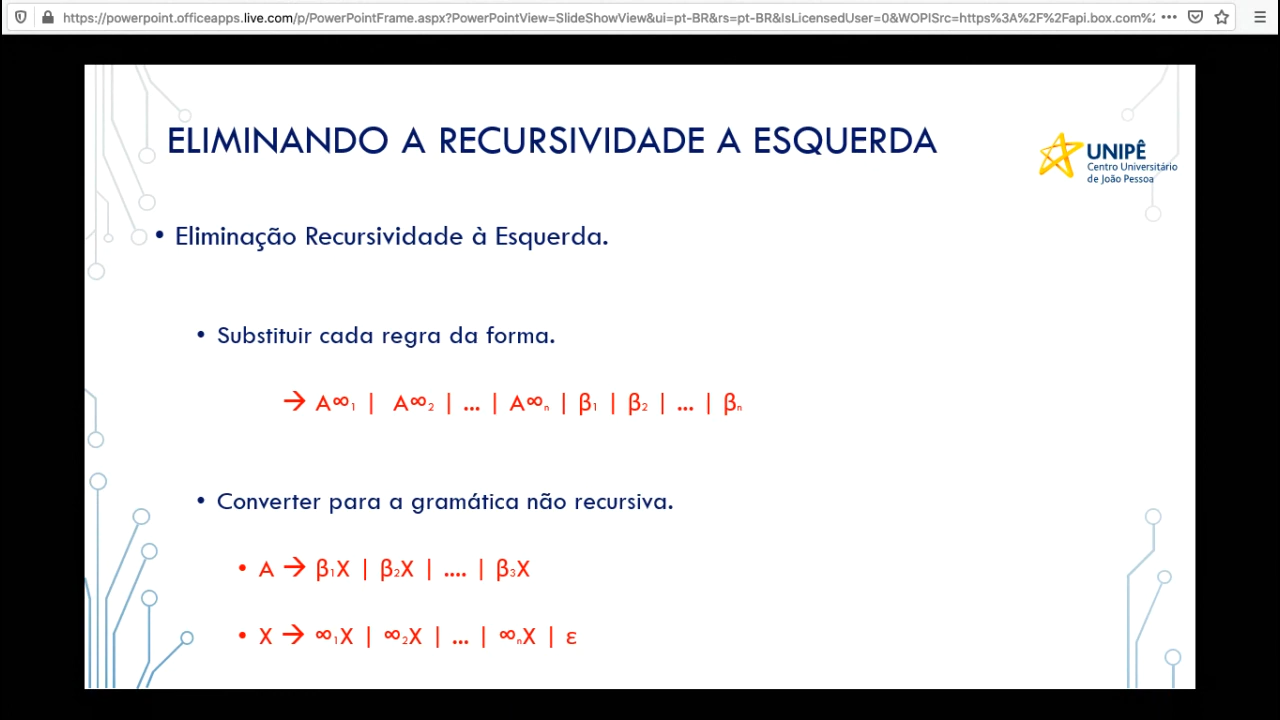 https://powerpoint.officeapps.live.com/p/PowerPointFrame.aspx?PowerPointView=SlideShowView&ui=pt-BR&rs=pt-BR&IsLicensedUser=0&WOPISrc=https%3A%2F%2Fapi.box.com%2
ELIMINANDO A RECURSIVIDADE A ESQUERDA
UNIPÊ
Centro Universitário
de João Pessoa
• Eliminação Recursividade à Esquerda.
• Substituir cada regra da forma.
→ A∞₁ | A∞₂ | ... | A∞ₙ | β₁ | β₂ | ... | βₙ
• Converter para a gramática não recursiva.
• A → β₁X | β₂X | .... | β₃X
• X → ∞₁X | ∞₂X | ... | ∞ₙX | ε